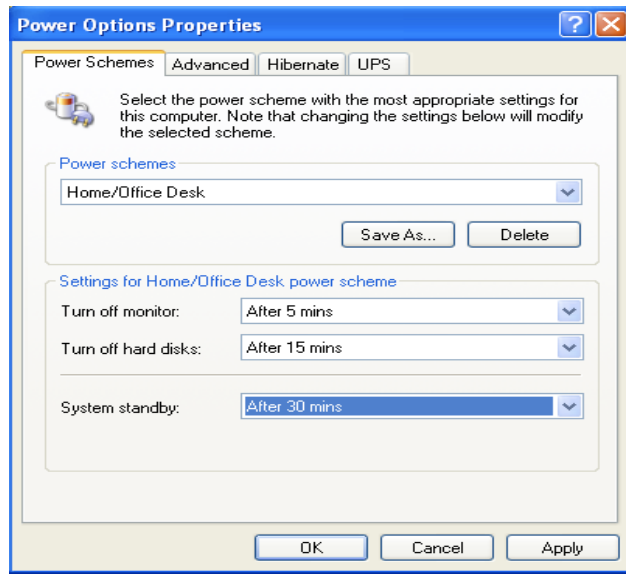 Power Options Properties
Power Schemes Advanced Hibernate UPS
Select the power scheme with the most appropriate settings for
this computer. Note that changing the settings below will modify
the selected scheme.
Power schemes
Home/Office Desk
Save As... Delete
Settings for Home/Office Desk power scheme
Turn off monitor: After 5 mins
Turn off hard disks: After 15 mins
System standby: After 30 mins
OK Cancel Apply